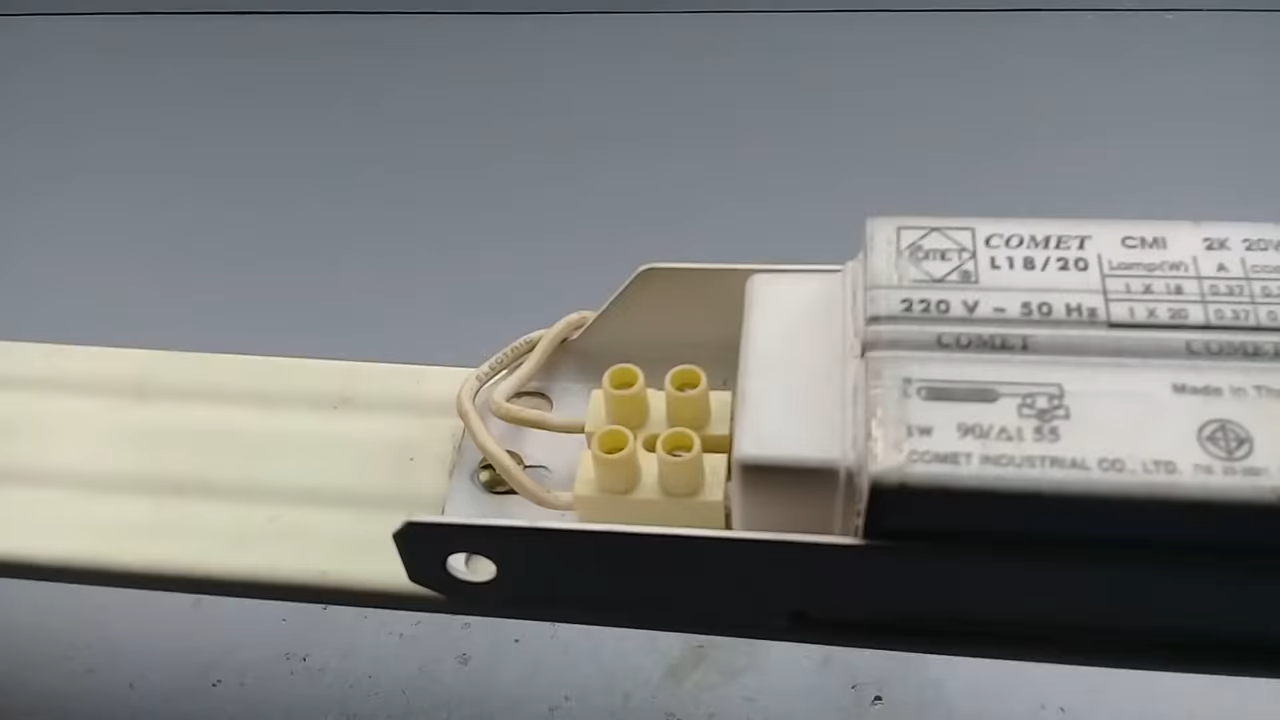 COMET
COMET CMI 2K 20W
L18/20
Lamp(W) A
1 X 18 0.37
1 X 20 0.37
220 V ~ 50 Hz
COMET COMET
Made in Th
90/Δt 55
COMET INDUSTRIAL CO., LTD.
ELECTRIC